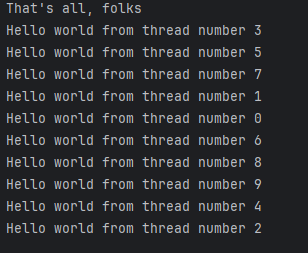 That's all, folks
Hello world from thread number 3
Hello world from thread number 5
Hello world from thread number 7
Hello world from thread number 1
Hello world from thread number 0
Hello world from thread number 6
Hello world from thread number 8
Hello world from thread number 9
Hello world from thread number 4
Hello world from thread number 2